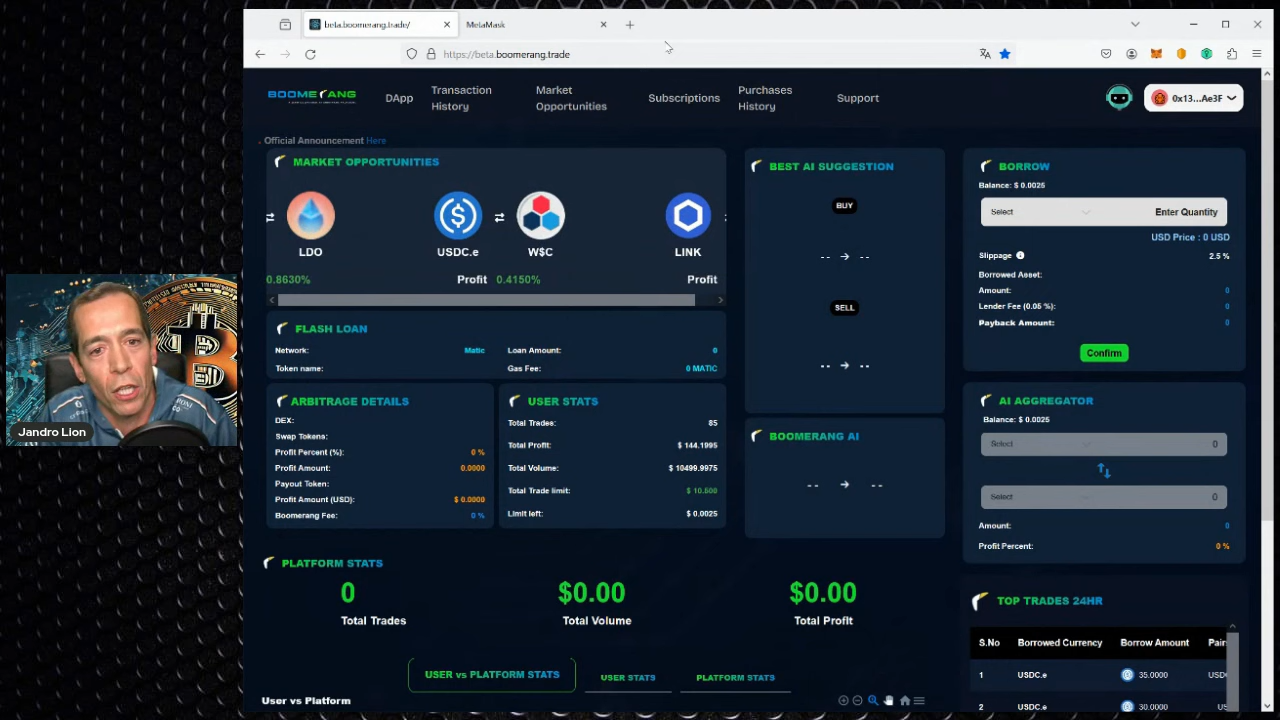 beta.boomerang.trade/
MetaMask
https://beta.boomerang.trade
BOOMERANG
DApp
Transaction History
Market Opportunities
Subscriptions
Purchases History
Support
0x13...Ae3F
. Official Announcement Here
MARKET OPPORTUNITIES
LDO
USDC.e
W$C
LINK
0.8630%
Profit
0.4150%
Profit
FLASH LOAN
Network:
Matic
Loan Amount:
0
Token name:
Gas Fee:
0 MATIC
ARBITRAGE DETAILS
DEX:
Swap Tokens:
Profit Percent (%):
0 %
Profit Amount:
0.0000
Payout Token:
Profit Amount (USD):
$ 0.0000
Boomerang Fee:
0 %
USER STATS
Total Trades:
85
Total Profit:
$ 144.1995
Total Volume:
$ 10499.9975
Total Trade limit:
$ 10.500
Limit left:
$ 0.0025
BEST AI SUGGESTION
BUY
-- → --
SELL
-- → --
BOOMERANG AI
-- → --
BORROW
Balance: $ 0.0025
Select
Enter Quantity
USD Price : 0 USD
Slippage
2.5 %
Borrowed Asset:
Amount:
0
Lender Fee (0.05 %):
0
Payback Amount:
0
Confirm
AI AGGREGATOR
Balance: $ 0.0025
Select
0
Select
0
Amount:
0
Profit Percent:
0 %
PLATFORM STATS
0
$0.00
$0.00
Total Trades
Total Volume
Total Profit
USER vs PLATFORM STATS
USER STATS
PLATFORM STATS
User vs Platform
TOP TRADES 24HR
S.No
Borrowed Currency
Borrow Amount
Pair
1
USDC.e
35.0000
USD
2
USDC.e
30.0000
Jandro Lion